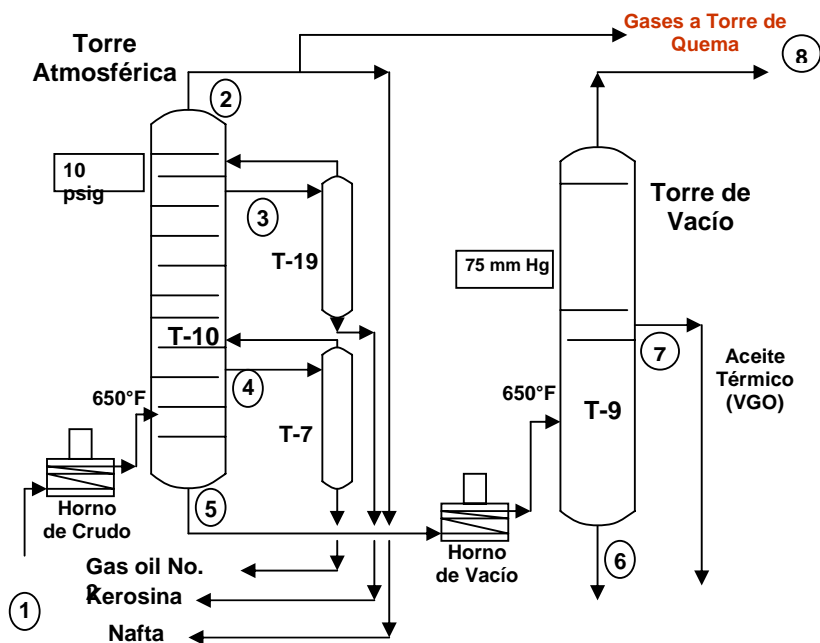 Gases a Torre de
Quema
8
Torre
Atmosférica
2
10
psig
3
T-19
Torre de
Vacío
75 mm Hg
T-10
4
7
650°F
T-7
650°F
T-9
Aceite
Térmico
(VGO)
Horno
de Crudo
5
Horno
de Vacío
6
1
Gas oil No.
2
Kerosina
Nafta